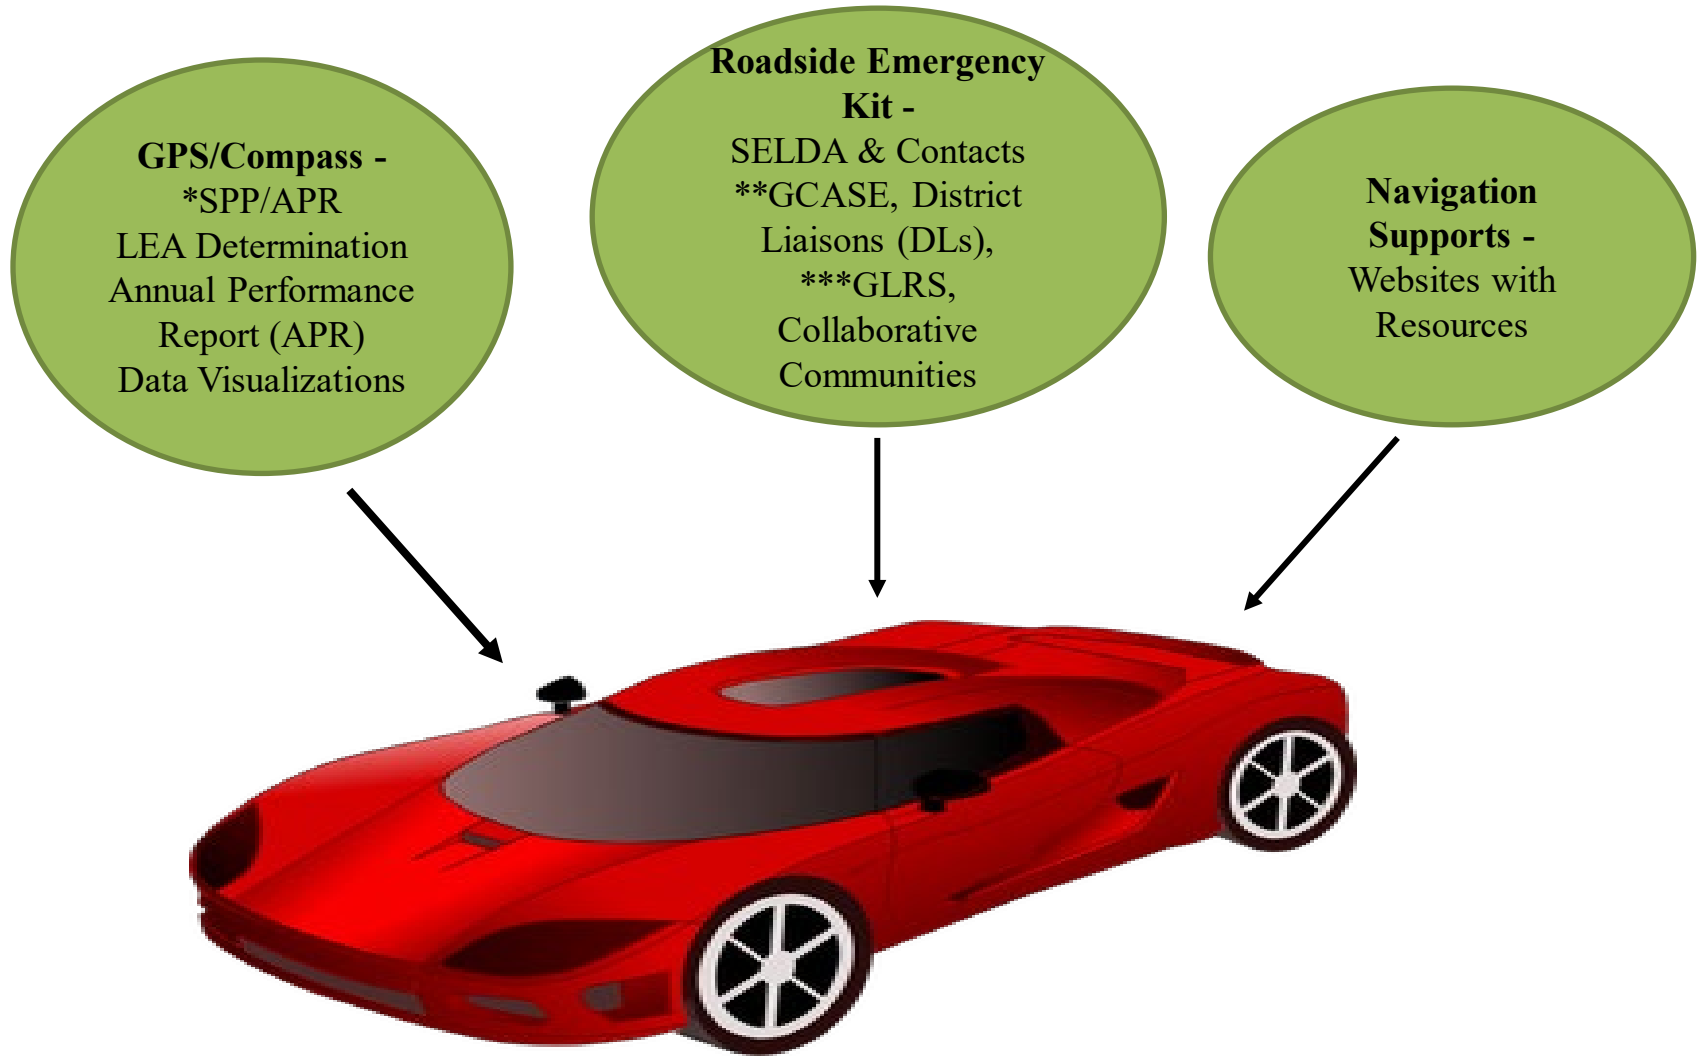 GPS/Compass -
*SPP/APR
LEA Determination
Annual Performance
Report (APR)
Data Visualizations
Roadside Emergency
Kit -
SELDA & Contacts
**GCASE, District
Liaisons (DLs),
***GLRS,
Collaborative
Communities
Navigation
Supports -
Websites with
Resources